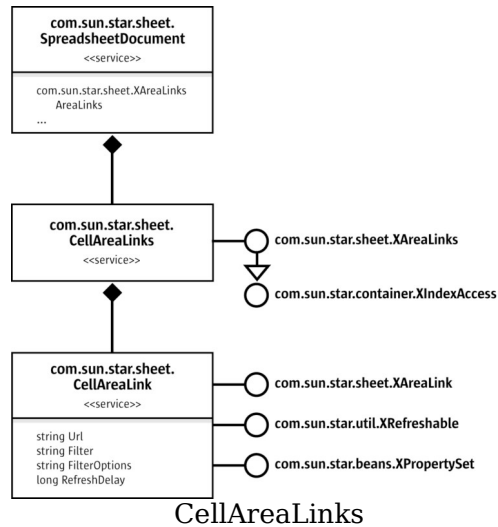 com.sun.star.sheet.
SpreadsheetDocument
<<service>>
com.sun.star.sheet.XAreaLinks
AreaLinks
...
com.sun.star.sheet.
CellAreaLinks
<<service>>
com.sun.star.sheet.XAreaLinks
com.sun.star.container.XIndexAccess
com.sun.star.sheet.
CellAreaLink
<<service>>
string Url
string Filter
string FilterOptions
long RefreshDelay
com.sun.star.sheet.XAreaLink
com.sun.star.util.XRefreshable
com.sun.star.beans.XPropertySet
CellAreaLinks